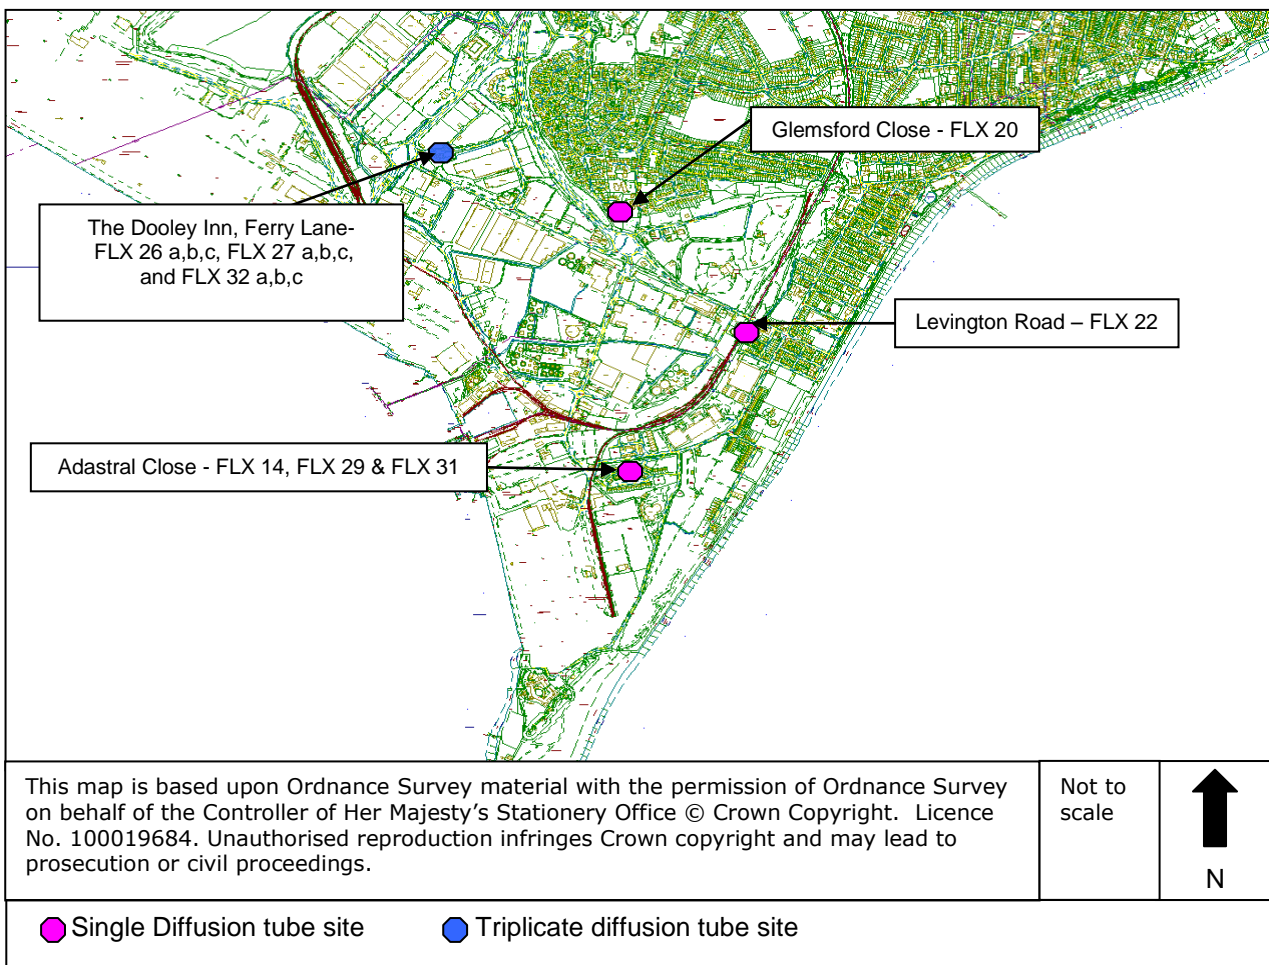 Glemsford Close - FLX 20
The Dooley Inn, Ferry Lane-
FLX 26 a,b,c, FLX 27 a,b,c,
and FLX 32 a,b,c
Levington Road – FLX 22
Adastral Close - FLX 14, FLX 29 & FLX 31
This map is based upon Ordnance Survey material with the permission of Ordnance Survey
on behalf of the Controller of Her Majesty's Stationery Office © Crown Copyright. Licence
No. 100019684. Unauthorised reproduction infringes Crown copyright and may lead to
prosecution or civil proceedings.
Not to
scale
N
Single Diffusion tube site
Triplicate diffusion tube site